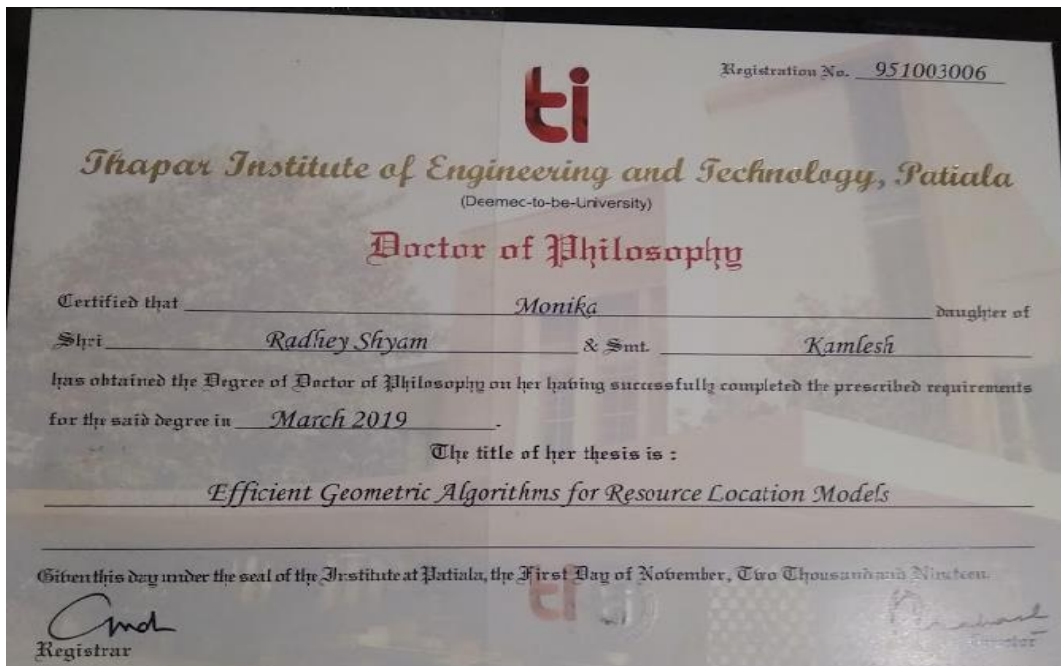 Registration No. 951003006
ti
Thapar Institute of Engineering and Technology, Patiala
(Deemed-to-be-University)
Doctor of Philosophy
Certified that Monika daughter of
Shri Radhey Shyam & Smt. Kamlesh
has obtained the Degree of Doctor of Philosophy on her having successfully completed the prescribed requirements
for the said degree in March 2019.
The title of her thesis is :
Efficient Geometric Algorithms for Resource Location Models
Given this day under the seal of the Institute at Patiala, the First Day of November, Two Thousand and Nineteen.
ti
Registrar
Director